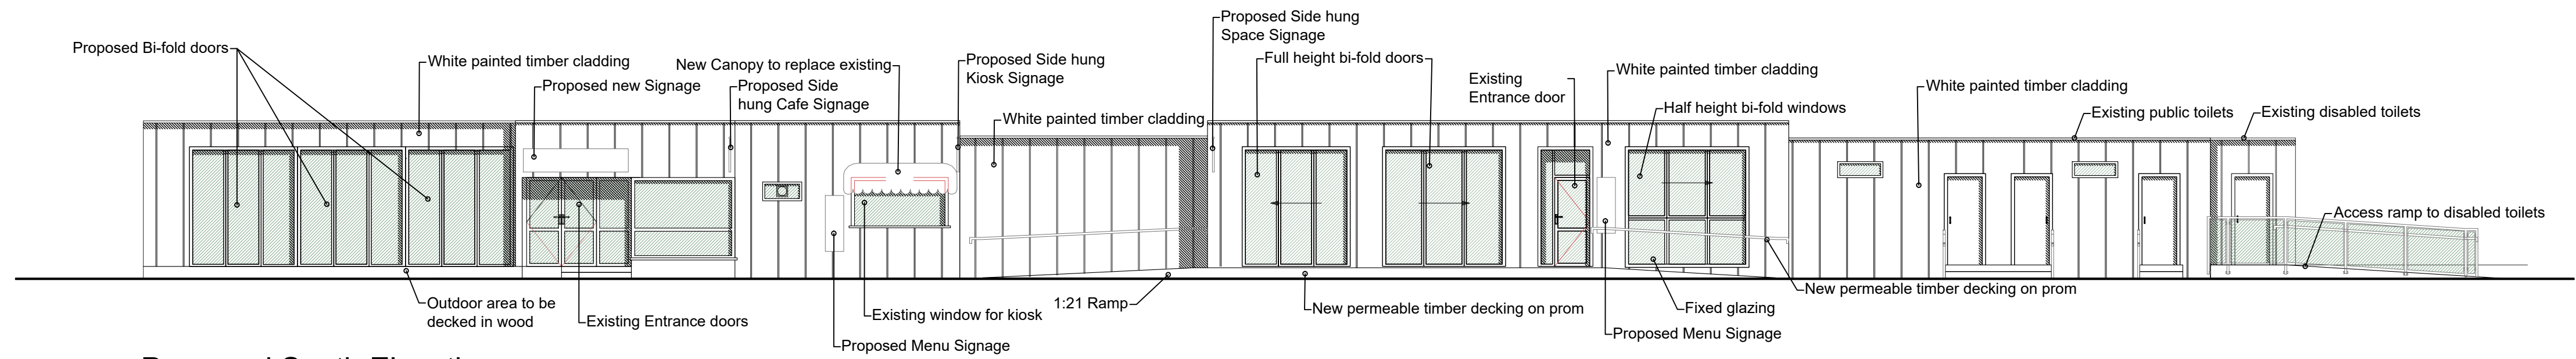 Proposed Side hung
Space Signage
Proposed Bi-fold doors
White painted timber cladding
New Canopy to replace existing
Proposed Side hung
Kiosk Signage
Full height bi-fold doors
Existing
Entrance door
White painted timber cladding
Proposed new Signage
Proposed Side
hung Cafe Signage
White painted timber cladding
Half height bi-fold windows
White painted timber cladding
Existing public toilets
Existing disabled toilets
Access ramp to disabled toilets
Outdoor area to be
decked in wood
Existing Entrance doors
Existing window for kiosk
Proposed Menu Signage
1:21 Ramp
New permeable timber decking on prom
Fixed glazing
Proposed Menu Signage
New permeable timber decking on prom